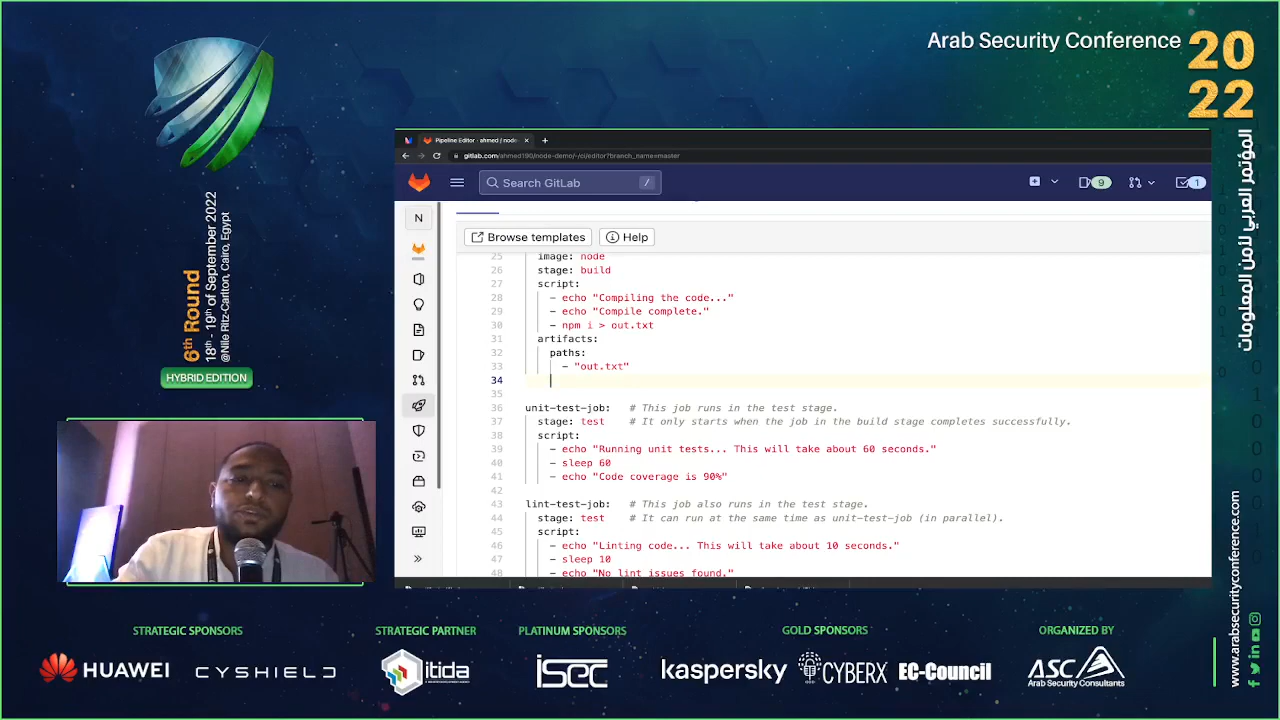 Arab Security Conference
20
22
المؤتمر العربي لأمن المعلومات
www.arabsecurityconference.com
6th Round
18th - 19th of September 2022
@Nile Ritz-Carlton, Cairo, Egypt
HYBRID EDITION
Pipeline Editor · ahmed / node-
gitlab.com/ahmed190/node-demo/-/ci/editor?branch_name=master
Search GitLab /
9
1
N
Browse templates
Help
25 image: node
26 stage: build
27 script:
28 - echo "Compiling the code..."
29 - echo "Compile complete."
30 - npm i > out.txt
31 artifacts:
32 paths:
33 - "out.txt"
34
35
36 unit-test-job: # This job runs in the test stage.
37 stage: test # It only starts when the job in the build stage completes successfully.
38 script:
39 - echo "Running unit tests... This will take about 60 seconds."
40 - sleep 60
41 - echo "Code coverage is 90%"
42
43 lint-test-job: # This job also runs in the test stage.
44 stage: test # It can run at the same time as unit-test-job (in parallel).
45 script:
46 - echo "Linting code... This will take about 10 seconds."
47 - sleep 10
48 - echo "No lint issues found."
STRATEGIC SPONSORS
HUAWEI
CYSHIELD
STRATEGIC PARTNER
itida
PLATINUM SPONSORS
isec
GOLD SPONSORS
kaspersky
CYBERX
EC-Council
ORGANIZED BY
ASC
Arab Security Consultants